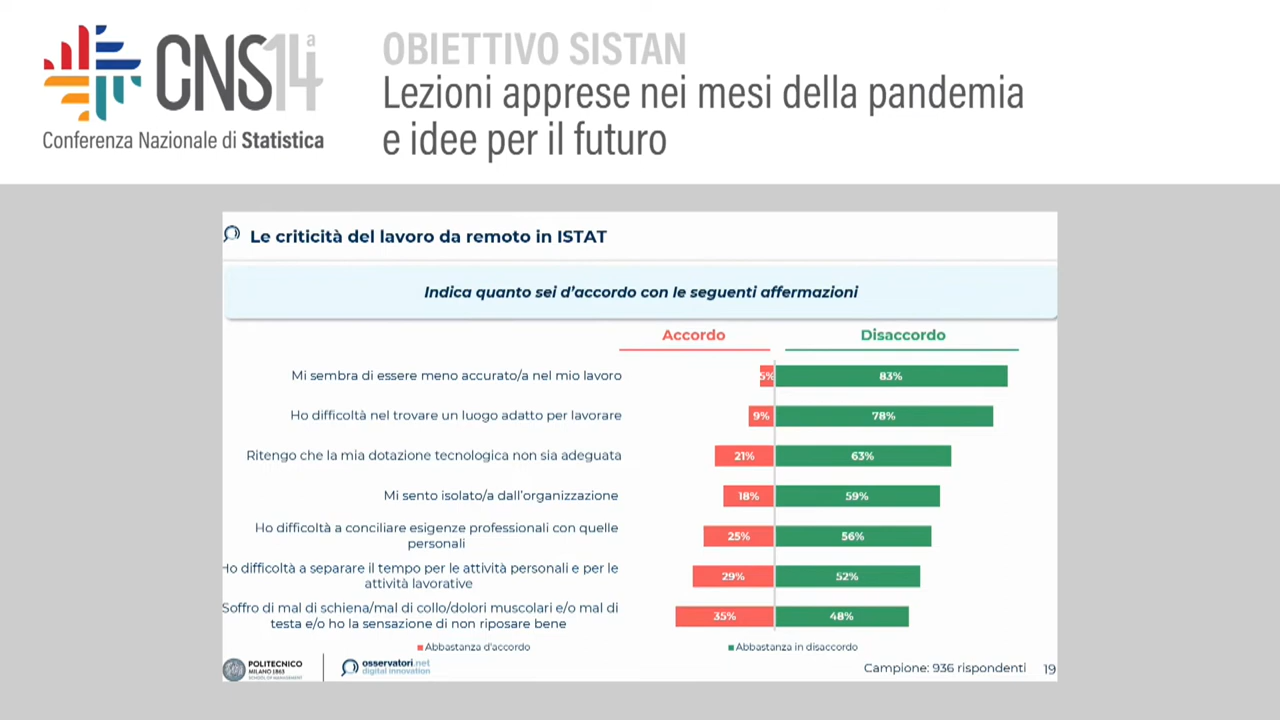 CNS14ª
Conferenza Nazionale di Statistica
OBIETTIVO SISTAN
Lezioni apprese nei mesi della pandemia
e idee per il futuro
Le criticità del lavoro da remoto in ISTAT
Indica quanto sei d'accordo con le seguenti affermazioni
Accordo
Disaccordo
Mi sembra di essere meno accurato/a nel mio lavoro
5%
83%
Ho difficoltà nel trovare un luogo adatto per lavorare
9%
78%
Ritengo che la mia dotazione tecnologica non sia adeguata
21%
63%
Mi sento isolato/a dall'organizzazione
18%
59%
Ho difficoltà a conciliare esigenze professionali con quelle
personali
25%
56%
Ho difficoltà a separare il tempo per le attività personali e per le
attività lavorative
29%
52%
Soffro di mal di schiena/mal di collo/dolori muscolari e/o mal di
testa e/o ho la sensazione di non riposare bene
35%
48%
Abbastanza d'accordo
Abbastanza in disaccordo
POLITECNICO
MILANO 1863
SCHOOL OF MANAGEMENT
osservatori.net
digital innovation
Campione: 936 rispondenti
19